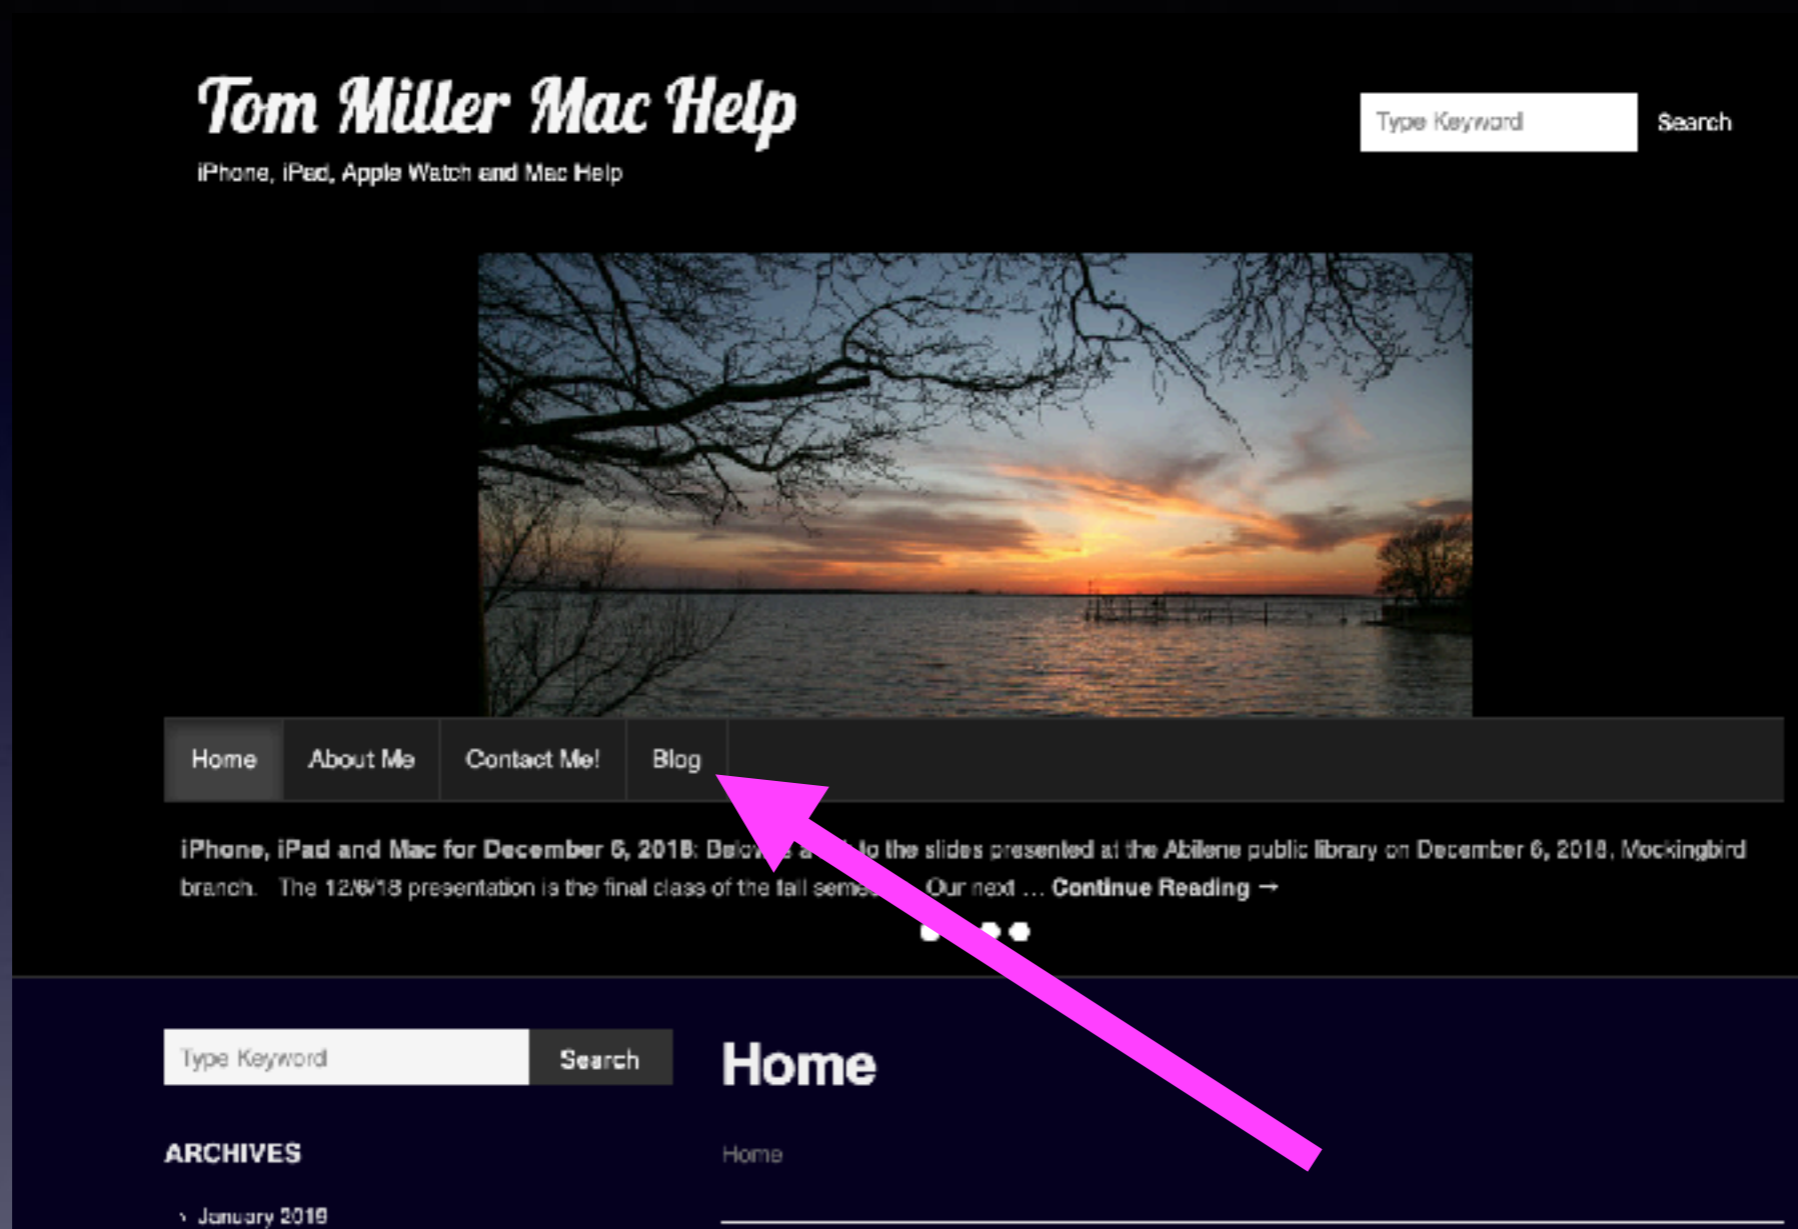 Tom Miller Mac Help
iPhone, iPad, Apple Watch and Mac Help
Type Keyword
Search
Home
About Me
Contact Me!
Blog
iPhone, iPad and Mac for December 6, 2018: Below to the slides presented at the Abilene public library on December 6, 2018, Mockingbird
branch. The 12/6/18 presentation is the final class of the fall Our next ... Continue Reading →
Type Keyword
Search
Home
ARCHIVES
Home
› January 2019